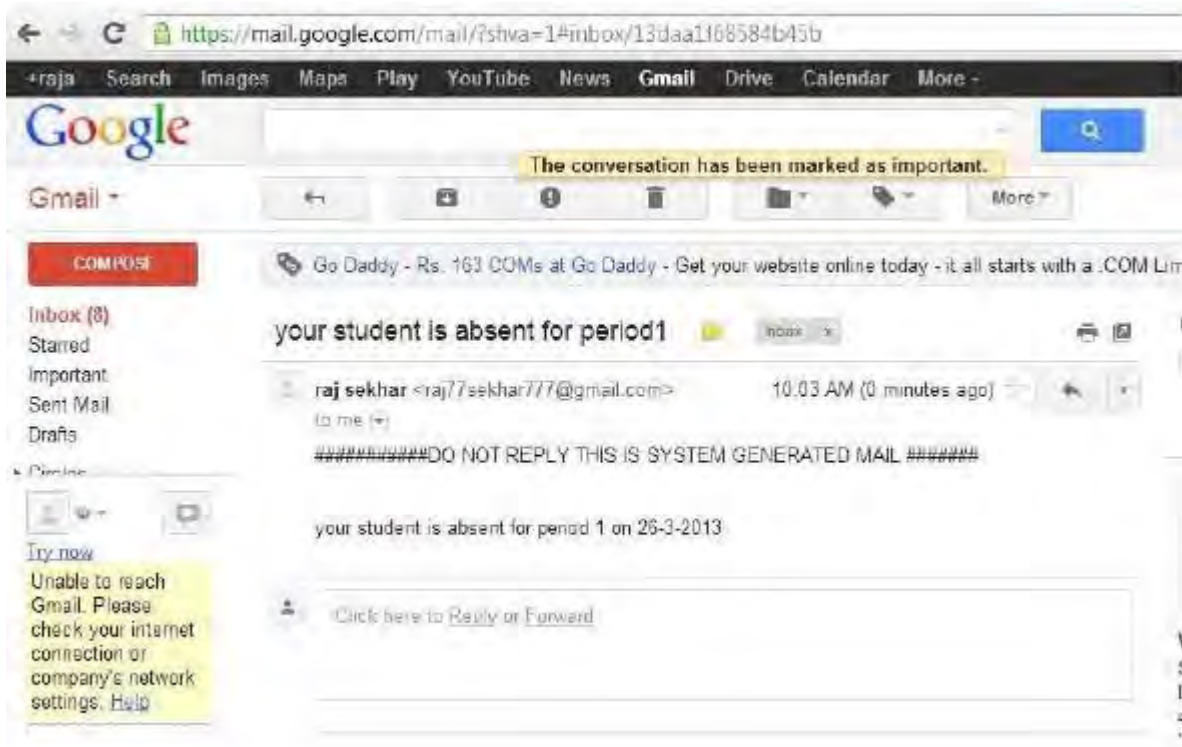 https://mail.google.com/mail/?shva=1#inbox/13daa1f68584b45b
+raja Search Images Maps Play YouTube News Gmail Drive Calendar More
Google
The conversation has been marked as important.
Gmail
More
COMPOSE
Go Daddy - Rs. 163 COMs at Go Daddy - Get your website online today - it all starts with a .COM Lim
Inbox (8)
your student is absent for period1
Inbox x
Starred
Important
raj sekhar <raj77sekhar777@gmail.com> 10.03 AM (0 minutes ago)
Sent Mail
to me
Drafts
###########DO NOT REPLY THIS IS SYSTEM GENERATED MAIL #######
Circles
your student is absent for period 1 on 26-3-2013
Try now
Unable to reach
Gmail. Please
check your internet
connection or
company's network
settings. Help
Click here to Reply or Forward